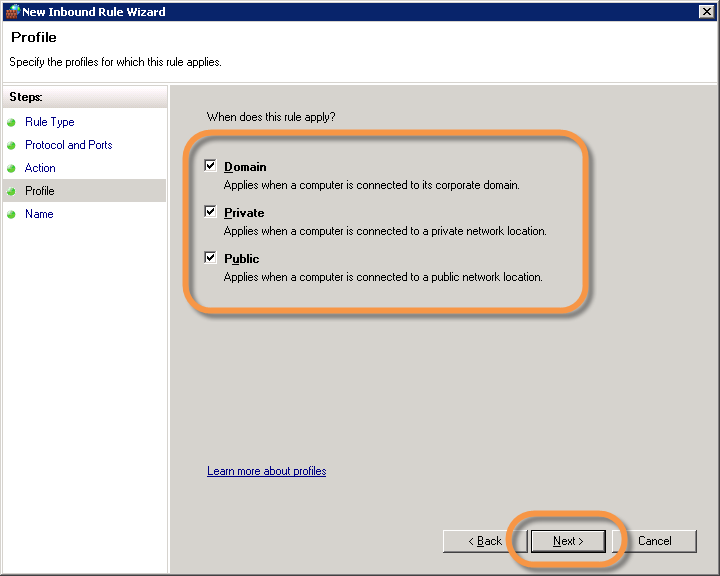 New Inbound Rule Wizard
Profile
Specify the profiles for which this rule applies.
Steps:
Rule Type
Protocol and Ports
Action
Profile
Name
When does this rule apply?
Domain
Applies when a computer is connected to its corporate domain.
Private
Applies when a computer is connected to a private network location.
Public
Applies when a computer is connected to a public network location.
Learn more about profiles
< Back Next > Cancel